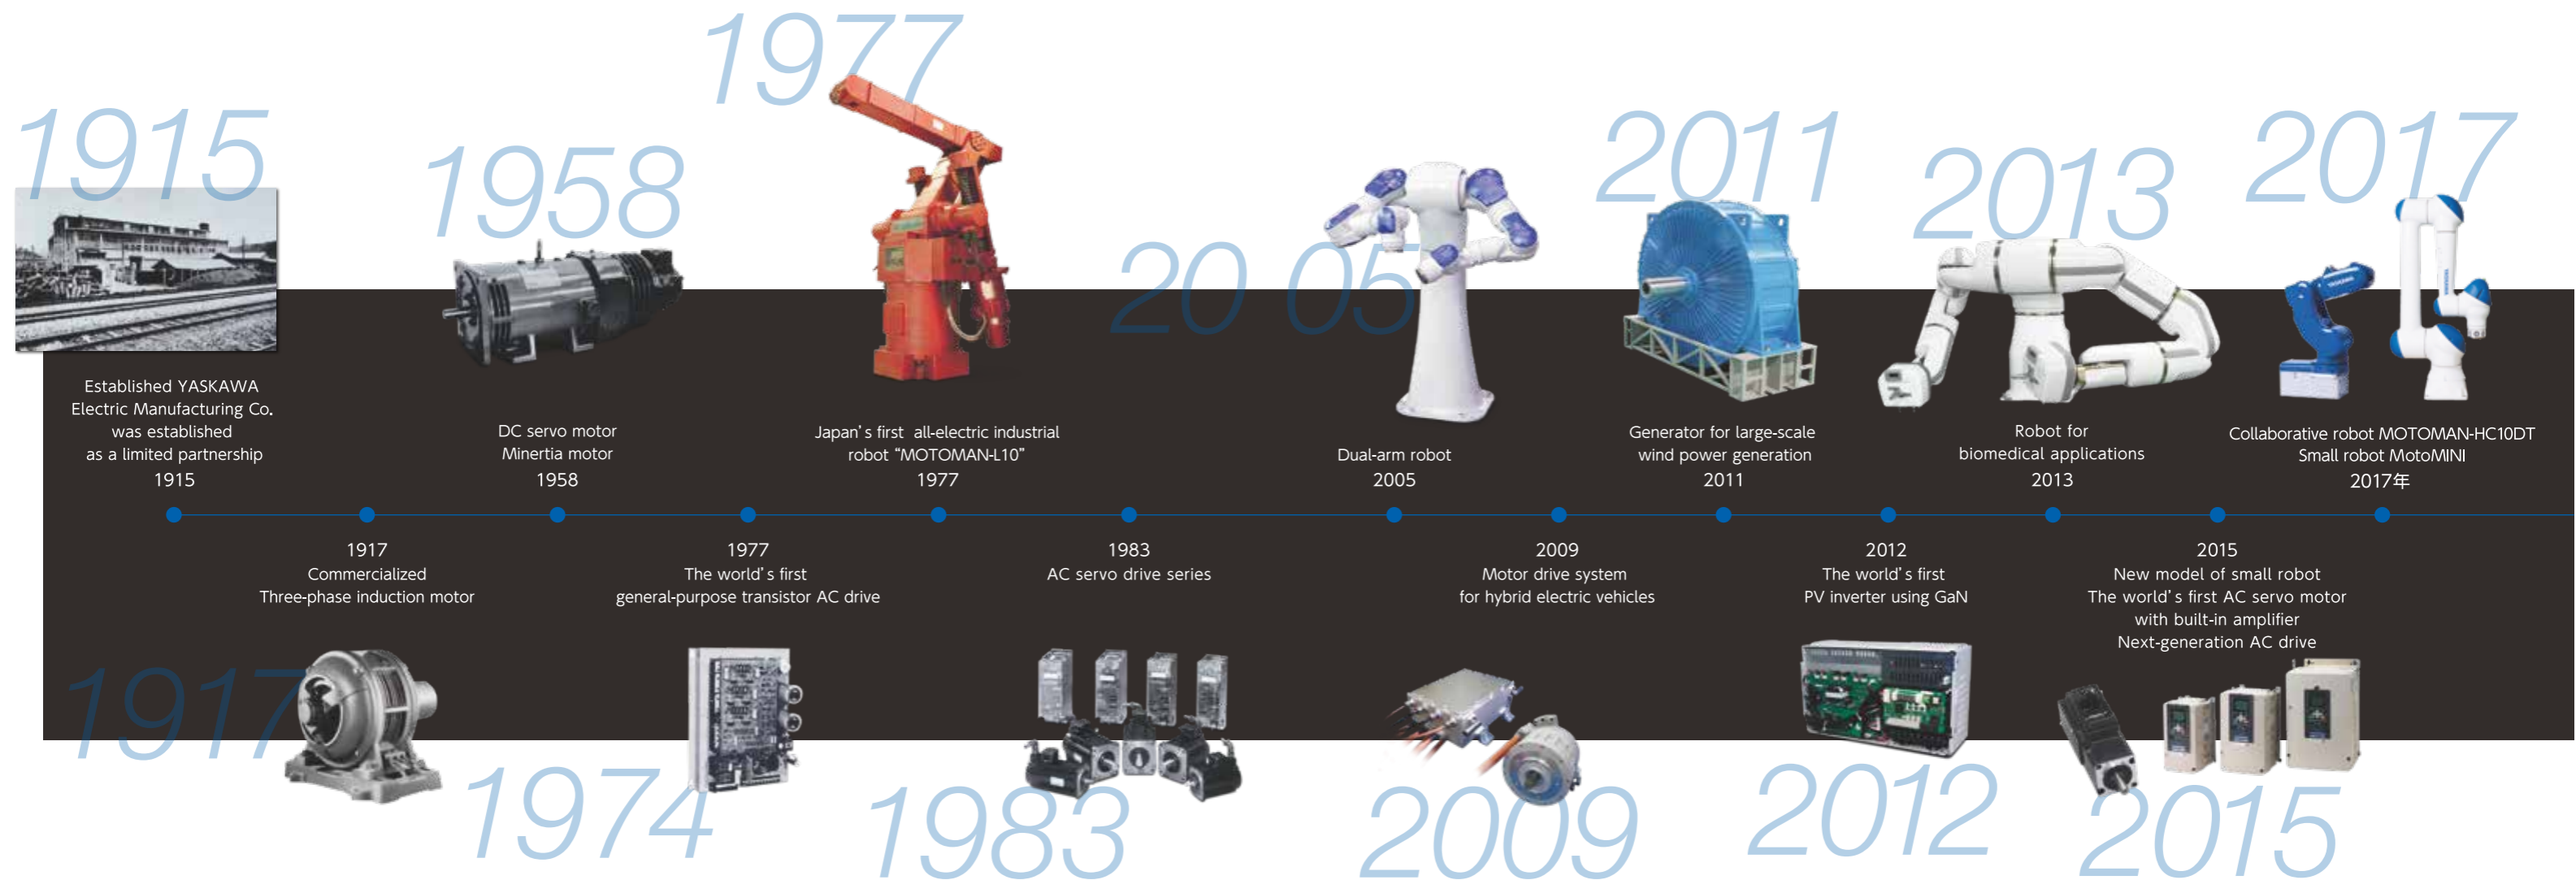 1915
1958
1977
20 05
2011
2013
2017
Established YASKAWA
Electric Manufacturing Co.
was established
as a limited partnership
1915
DC servo motor
Minertia motor
1958
Japan's first all-electric industrial
robot “MOTOMAN-L10”
1977
Dual-arm robot
2005
Generator for large-scale
wind power generation
2011
Robot for
biomedical applications
2013
Collaborative robot MOTOMAN-HC10DT
Small robot MotoMINI
2017年
1917
Commercialized
Three-phase induction motor
1977
The world's first
general-purpose transistor AC drive
1983
AC servo drive series
2009
Motor drive system
for hybrid electric vehicles
2012
The world's first
PV inverter using GaN
2015
New model of small robot
The world's first AC servo motor
with built-in amplifier
Next-generation AC drive
1917
1974
1983
2009
2012
2015